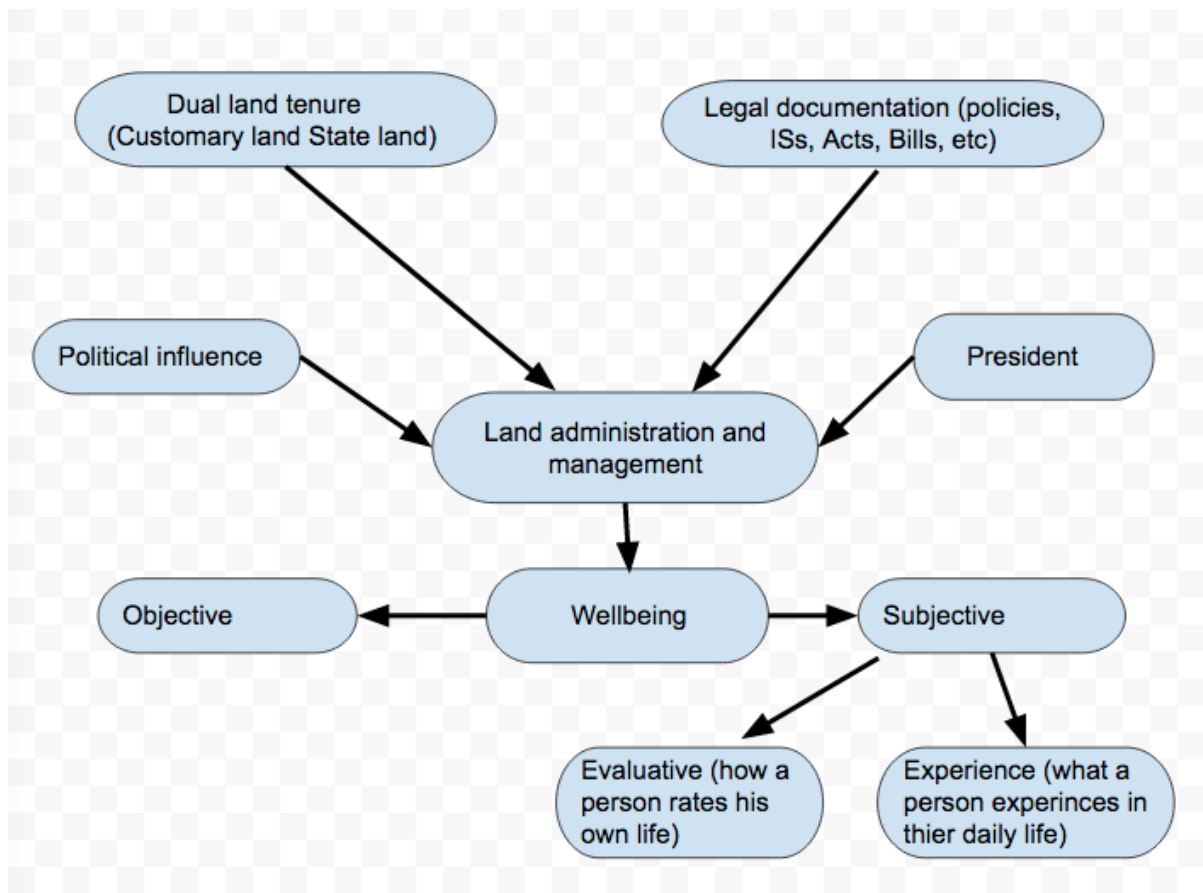 Dual land tenure
(Customary land State land)
Legal documentation (policies,
ISs, Acts, Bills, etc)
Political influence
President
Land administration and
management
Objective
Wellbeing
Subjective
Evaluative (how a
person rates his
own life)
Experience (what a
person experinces in
thier daily life)